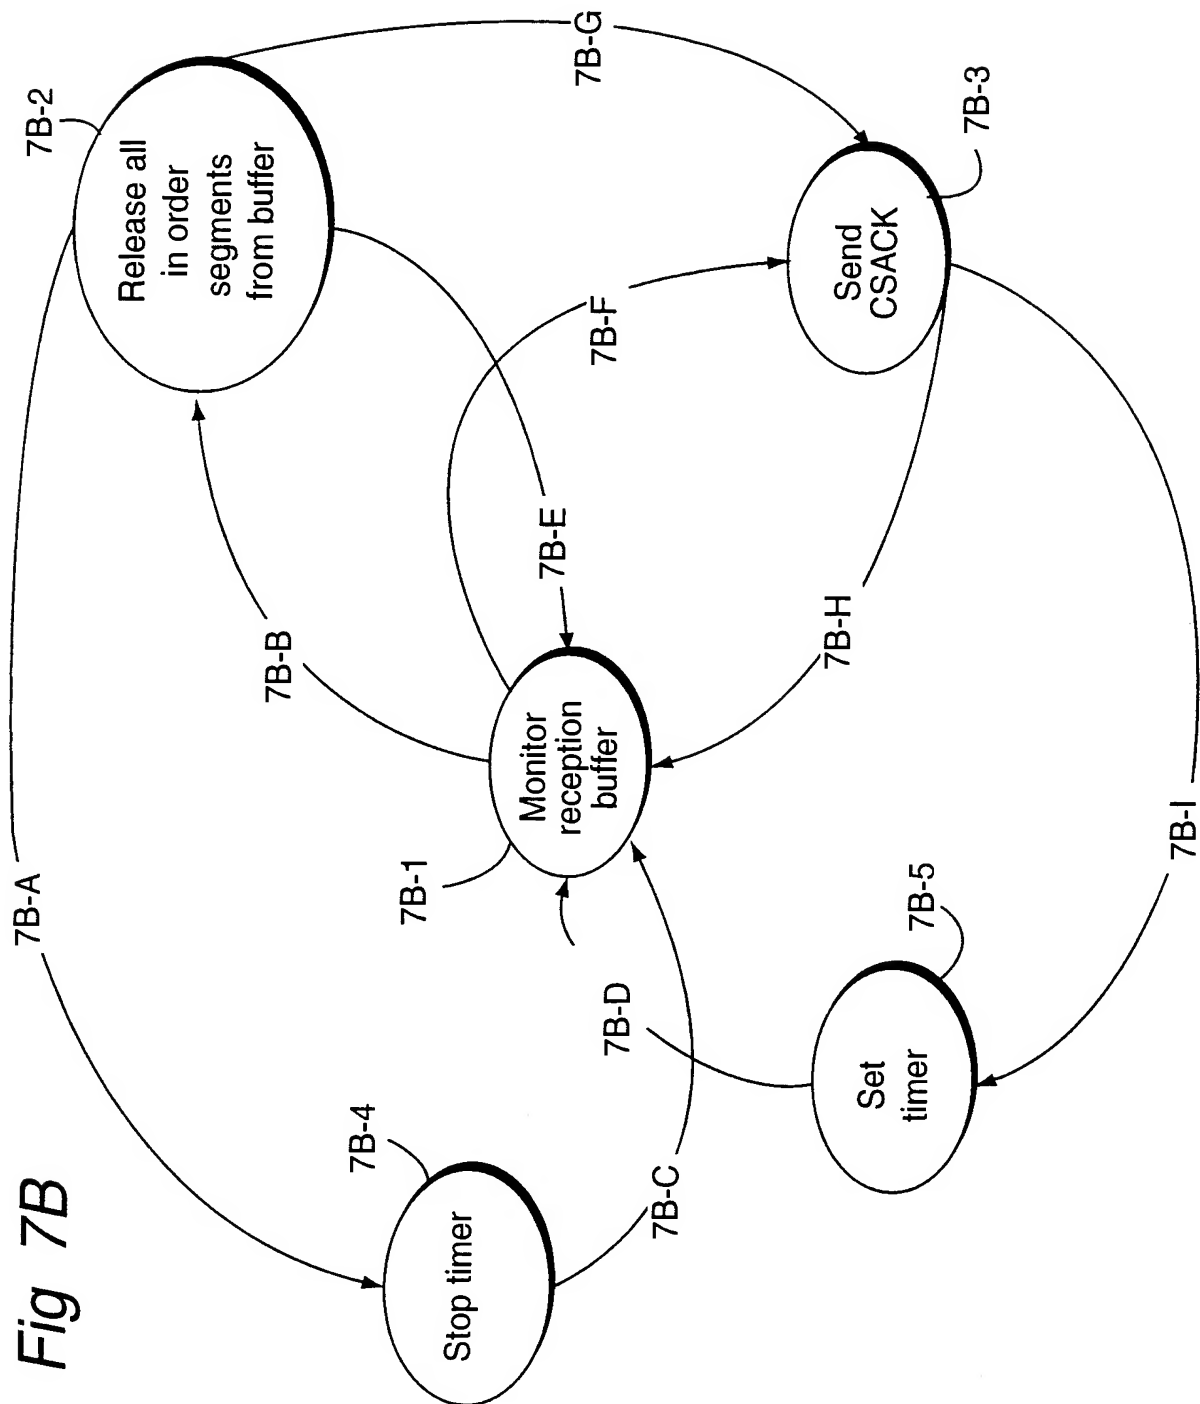 Fig 7B
7B-A
7B-2
Release all
in order
segments
from buffer
7B-4
Stop timer
7B-B
7B-G
7B-1
Monitor
reception
buffer
7B-E
7B-F
7B-C
7B-D
7B-3
Send
CSACK
7B-H
7B-5
Set
timer
7B-I